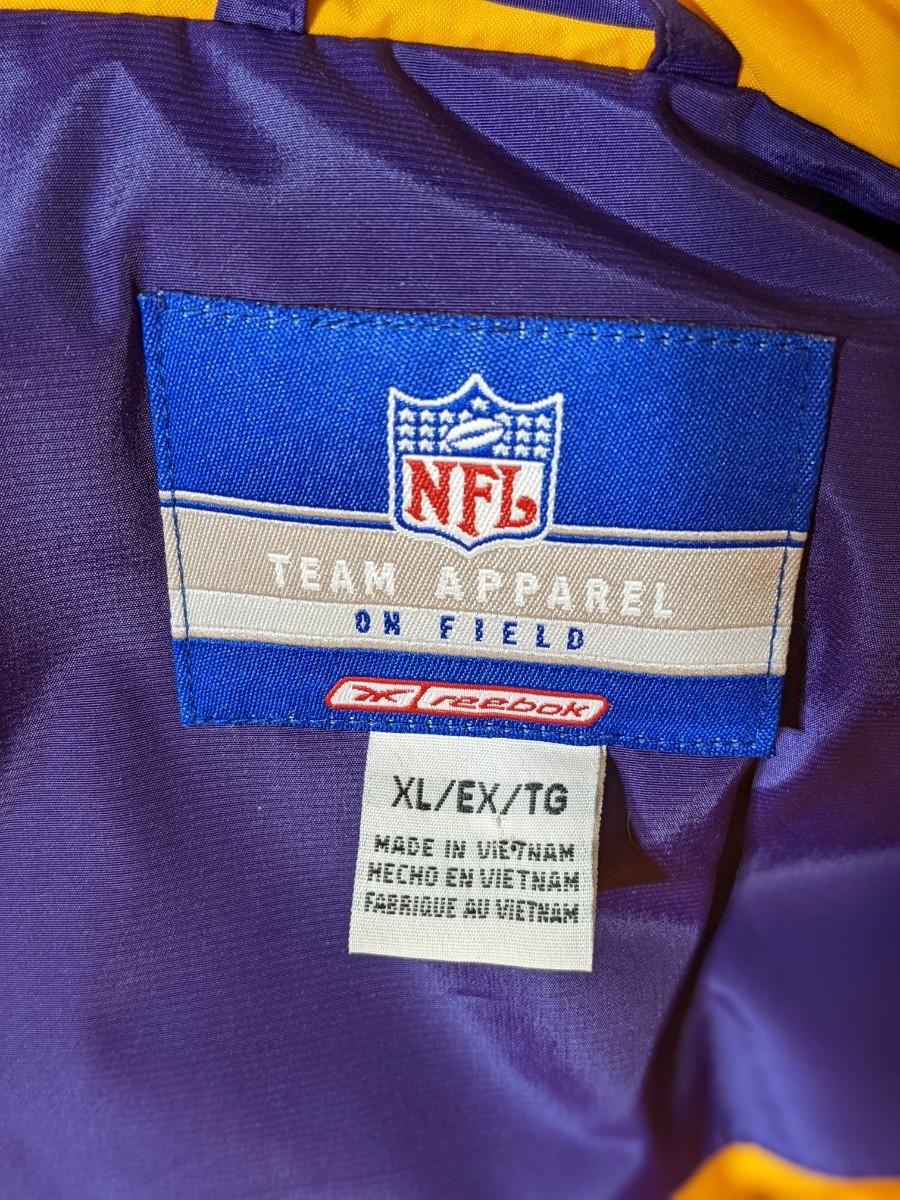 NFL
TEAM APPAREL
ON FIELD
reebok
XL/EX/TG
MADE IN VIETNAM
HECHO EN VIETNAM
FABRIQUE AU VIETNAM